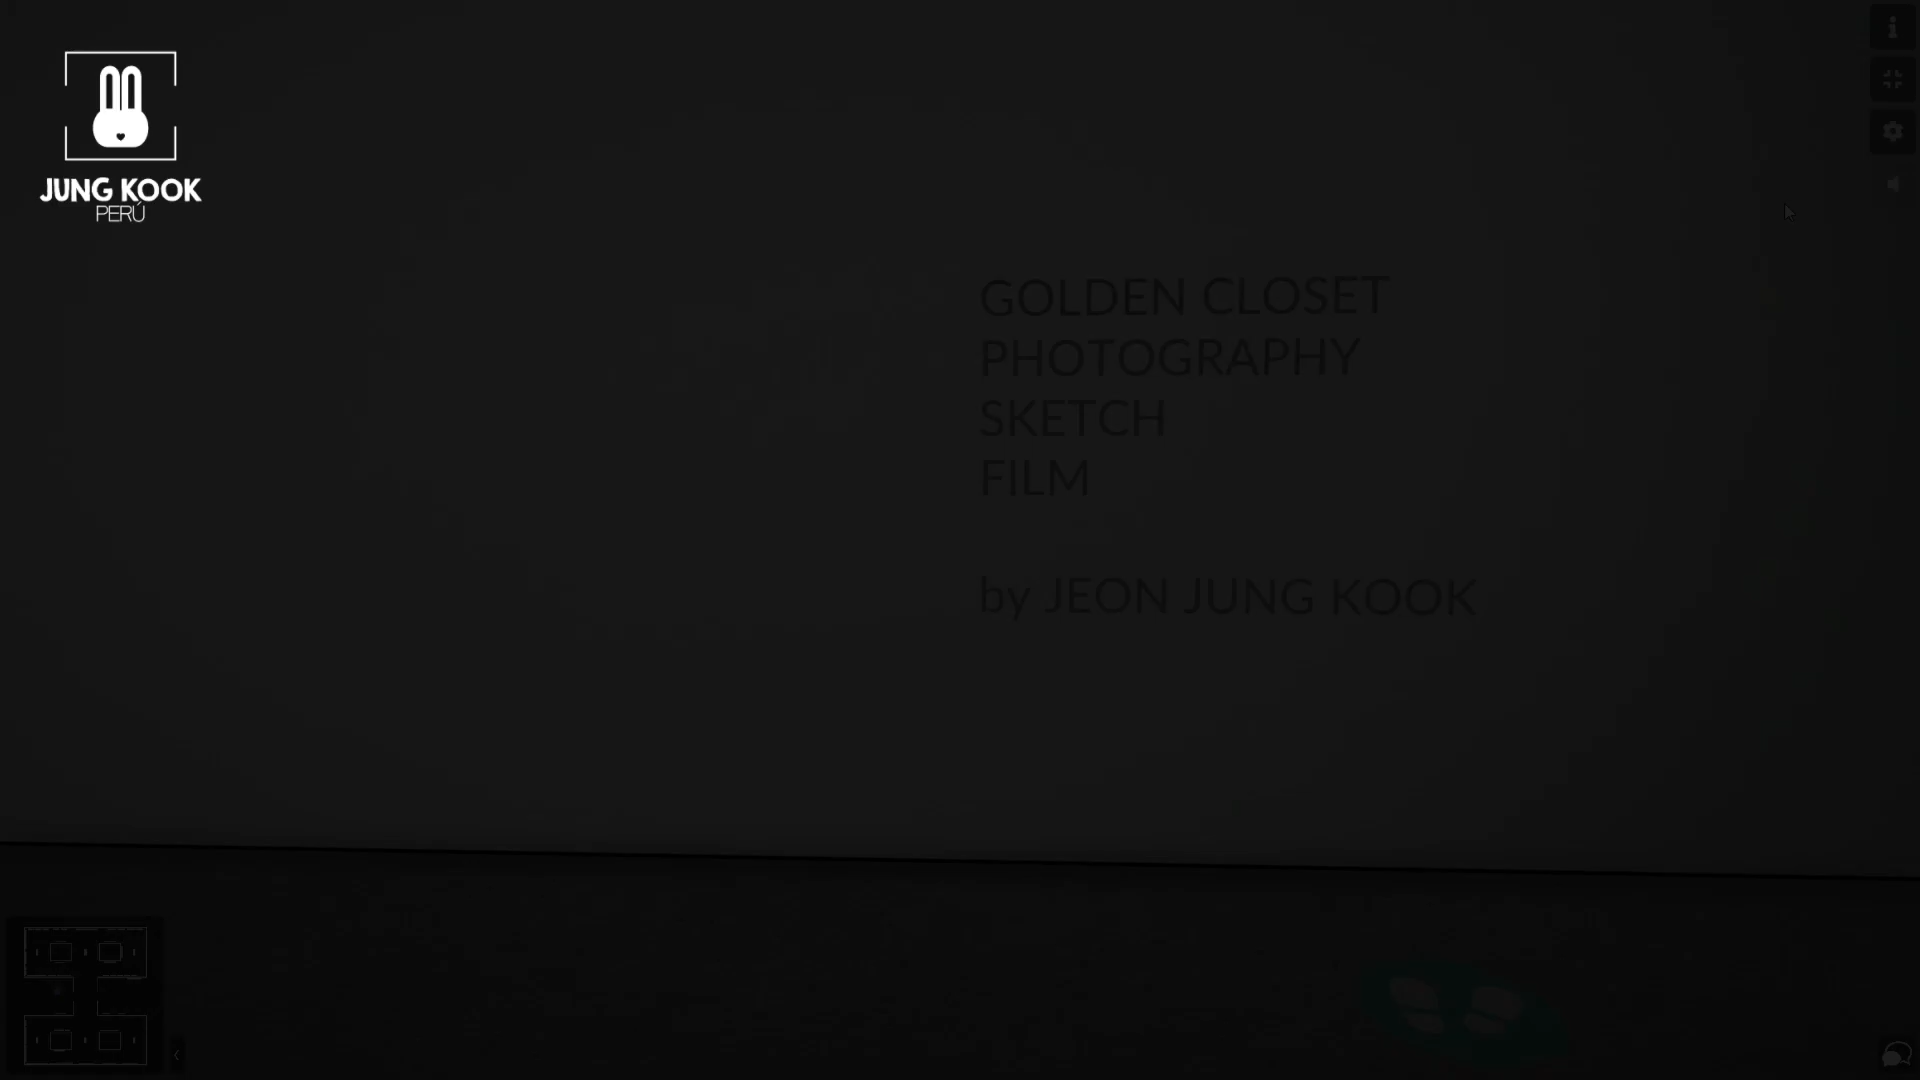 JUNG KOOK
PERÚ
GOLDEN CLOSET
PHOTOGRAPHY
SKETCH
FILM
by JEON JUNG KOOK